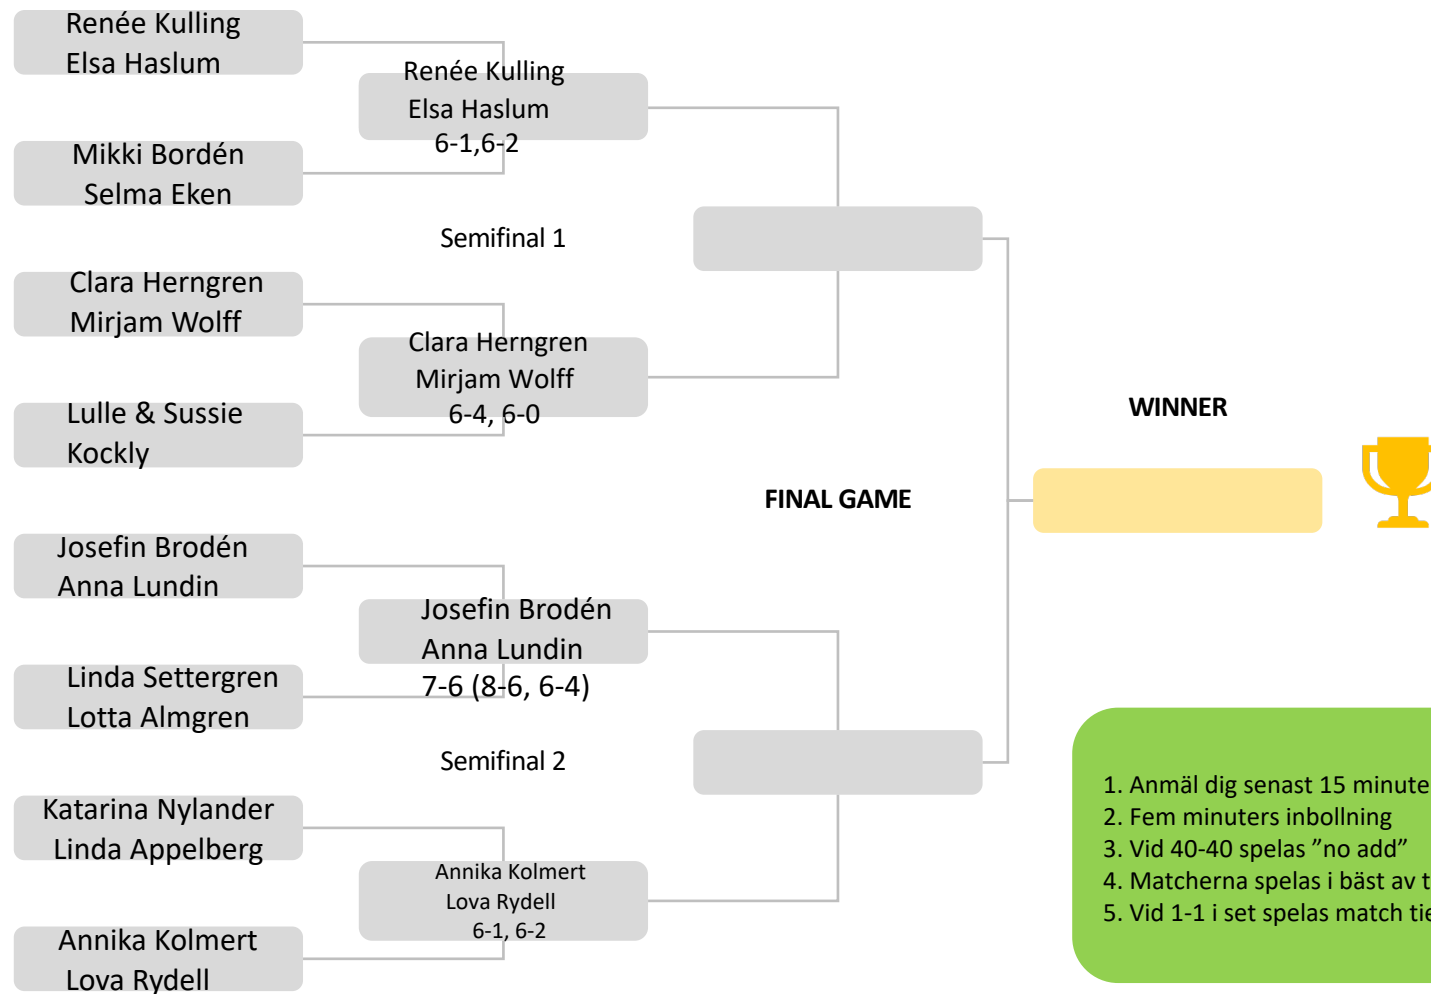 Renée Kulling
Elsa Haslum
Renée Kulling
Elsa Haslum
6-1,6-2
Mikki Bordén
Selma Eken
Semifinal 1
Clara Herngren
Mirjam Wolff
Clara Herngren
Mirjam Wolff
6-4, 6-0
Lulle & Sussie
Kockly
WINNER
FINAL GAME
Josefin Brodén
Anna Lundin
Josefin Brodén
Anna Lundin
7-6 (8-6, 6-4)
Linda Settergren
Lotta Almgren
Semifinal 2
Katarina Nylander
Linda Appelberg
Annika Kolmert
Lova Rydell
6-1, 6-2
Annika Kolmert
Lova Rydell
1. Anmäl dig senast 15 minute
2. Fem minuters inbollning
3. Vid 40-40 spelas ”no add”
4. Matcherna spelas i bäst av t
5. Vid 1-1 i set spelas match tie